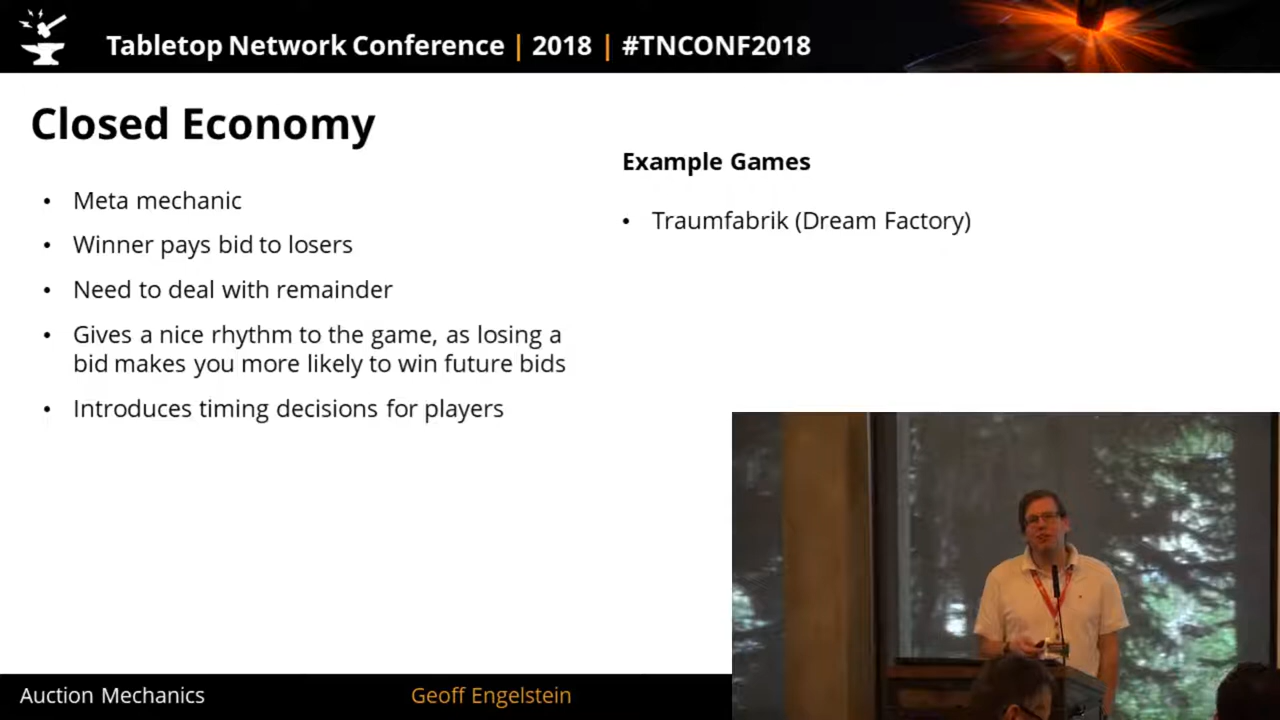 Tabletop Network Conference | 2018 | #TNCONF2018
Closed Economy
• Meta mechanic
• Winner pays bid to losers
• Need to deal with remainder
• Gives a nice rhythm to the game, as losing a
bid makes you more likely to win future bids
• Introduces timing decisions for players
Example Games
• Traumfabrik (Dream Factory)
Auction Mechanics
Geoff Engelstein